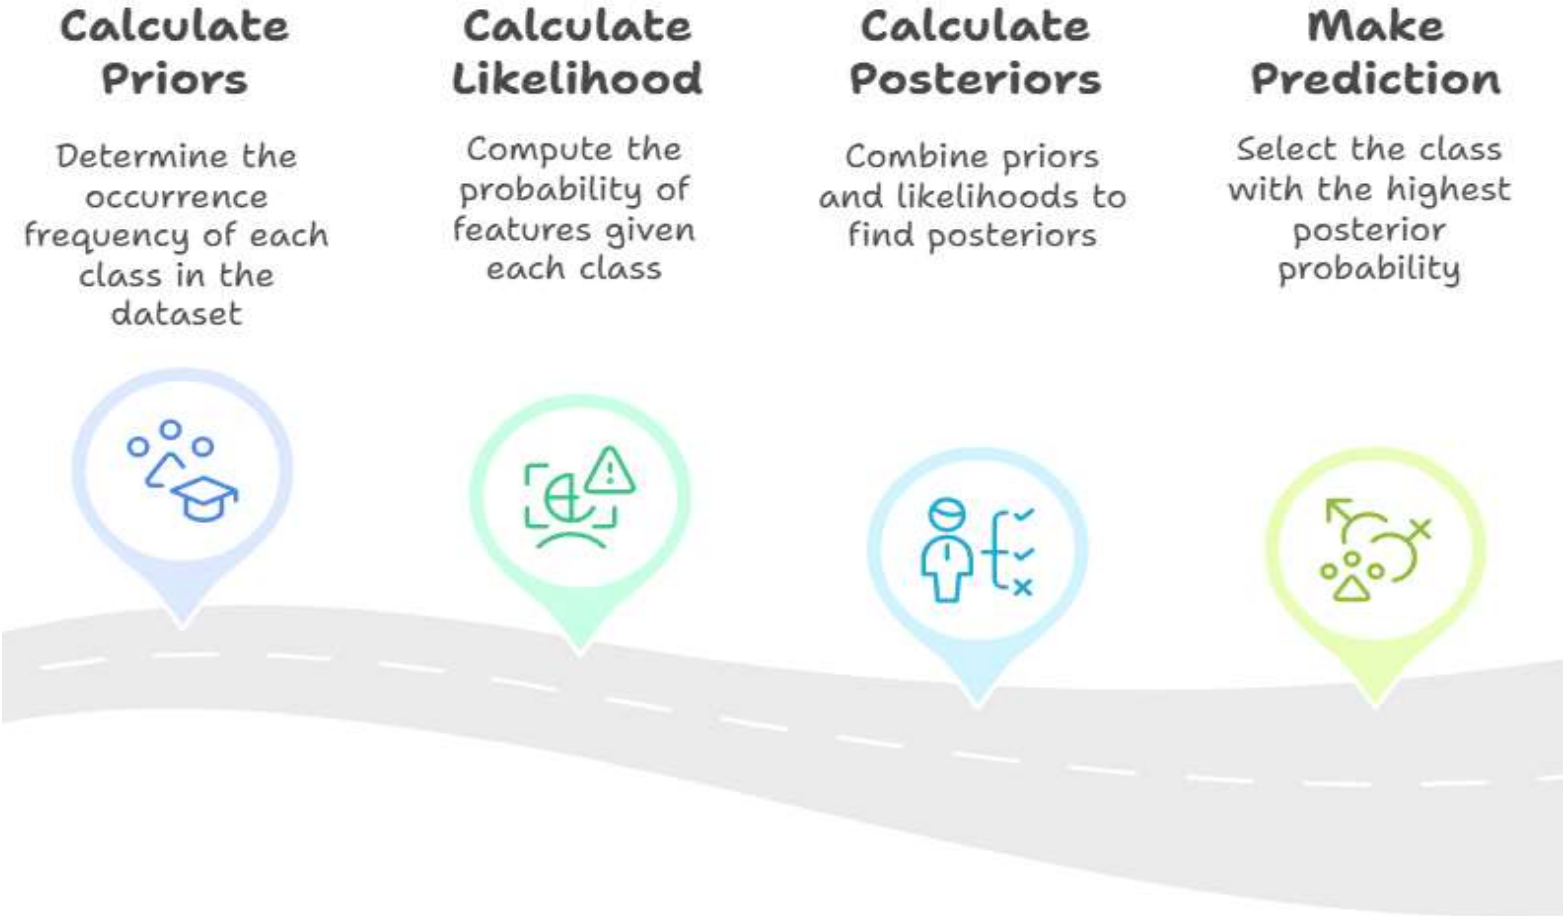 Calculate
Priors
Determine the
occurrence
frequency of each
class in the
dataset
Calculate
Likelihood
Compute the
probability of
features given
each class
Calculate
Posteriors
Combine priors
and likelihoods to
find posteriors
Make
Prediction
Select the class
with the highest
posterior
probability